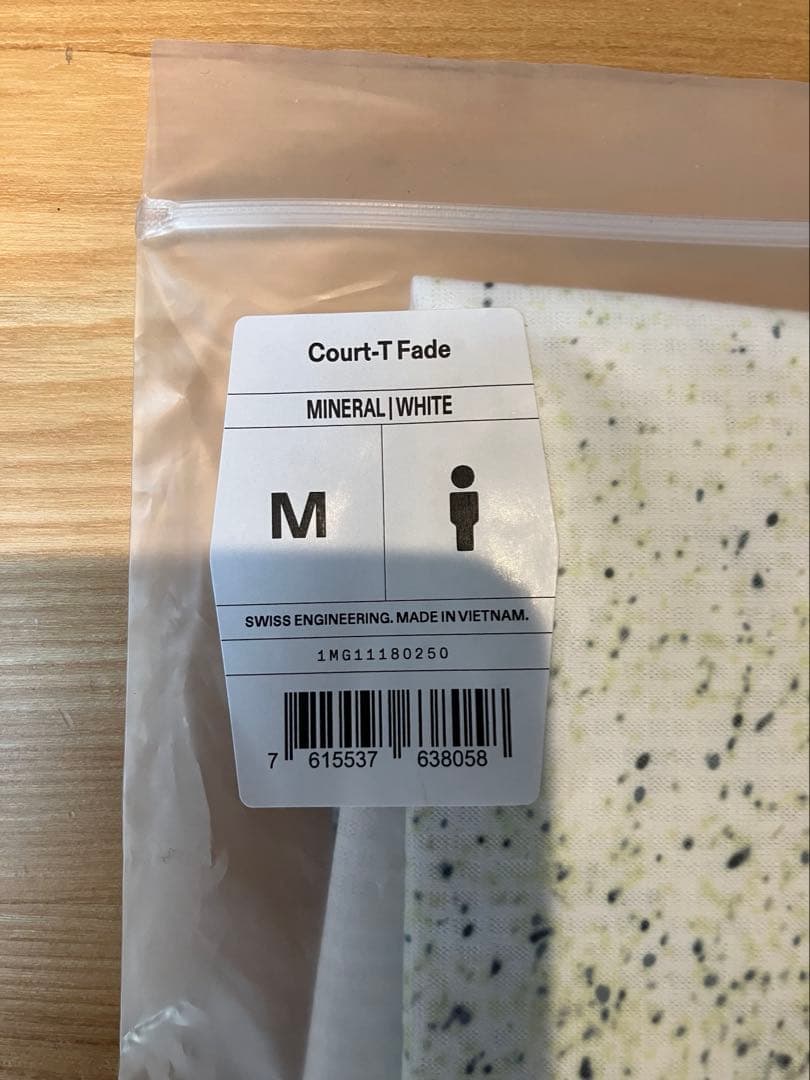 Court-T Fade
MINERAL | WHITE
M
SWISS ENGINEERING. MADE IN VIETNAM.
1MG11180250
7 615537 638058